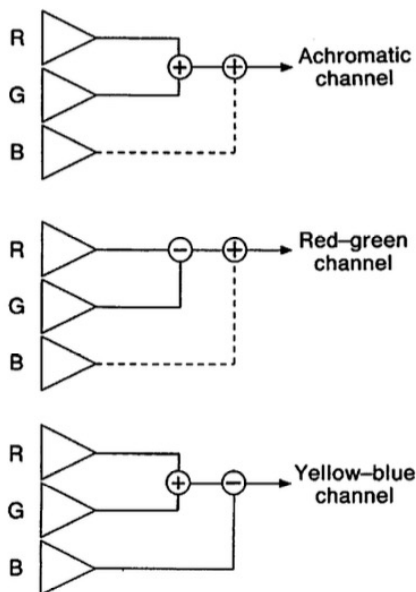 R
G
B
+
+
Achromatic
channel
R
G
B
−
+
Red–green
channel
R
G
B
+
−
Yellow–blue
channel